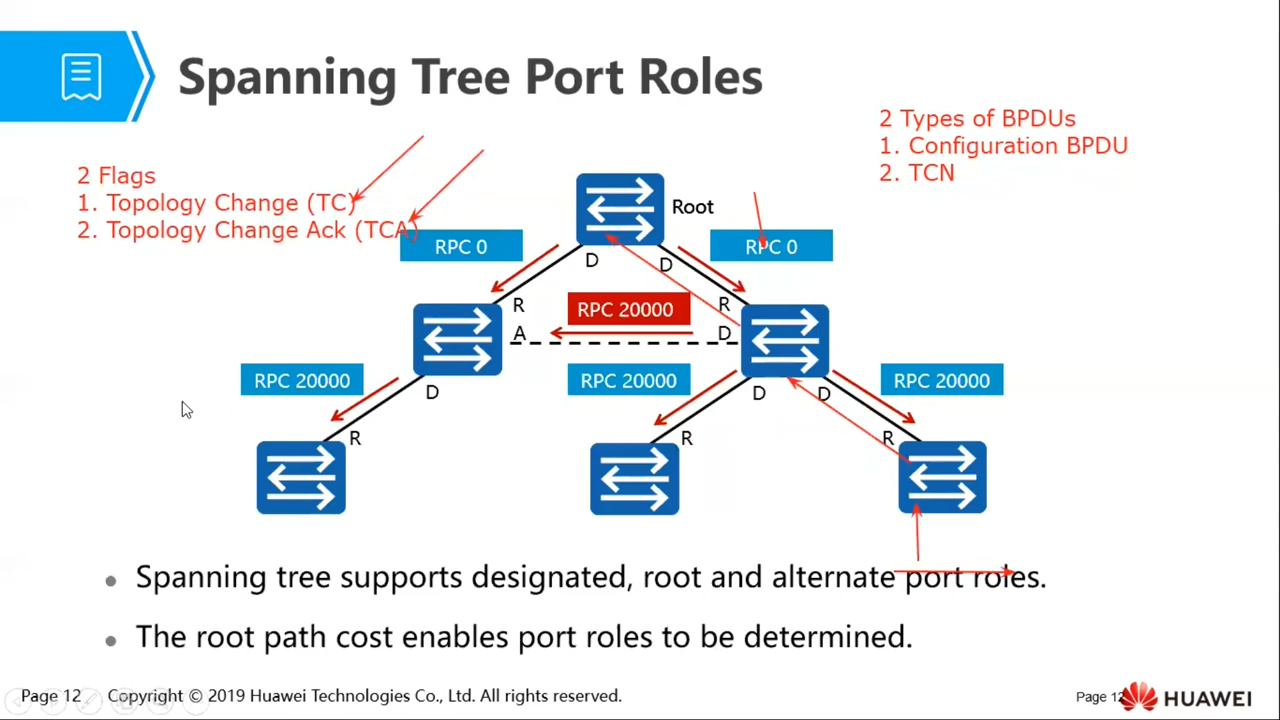 Spanning Tree Port Roles
2 Types of BPDUs
1. Configuration BPDU
2. TCN
2 Flags
1. Topology Change (TC)
2. Topology Change Ack (TCA)
Root
RPC 0
RPC 0
D
D
R
RPC 20000
R
A
D
RPC 20000
RPC 20000
RPC 20000
D
D
D
R
R
R
Spanning tree supports designated, root and alternate port roles.
The root path cost enables port roles to be determined.
Page 12
Copyright © 2019 Huawei Technologies Co., Ltd. All rights reserved.
Page 12
HUAWEI